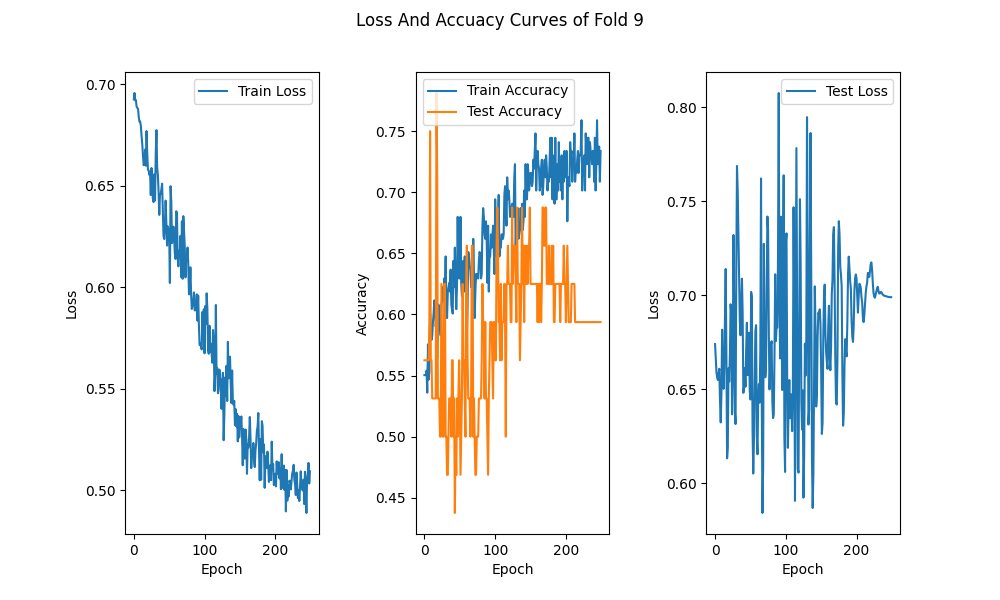 Loss And Accuacy Curves of Fold 9
Train Loss
0.70
0.65
0.60
0.55
0.50
Loss
0
100
200
Epoch
Train Accuracy
Test Accuracy
0.75
0.70
0.65
0.60
0.55
0.50
0.45
Accuracy
0
100
200
Epoch
Test Loss
0.80
0.75
0.70
0.65
0.60
Loss
0
100
200
Epoch